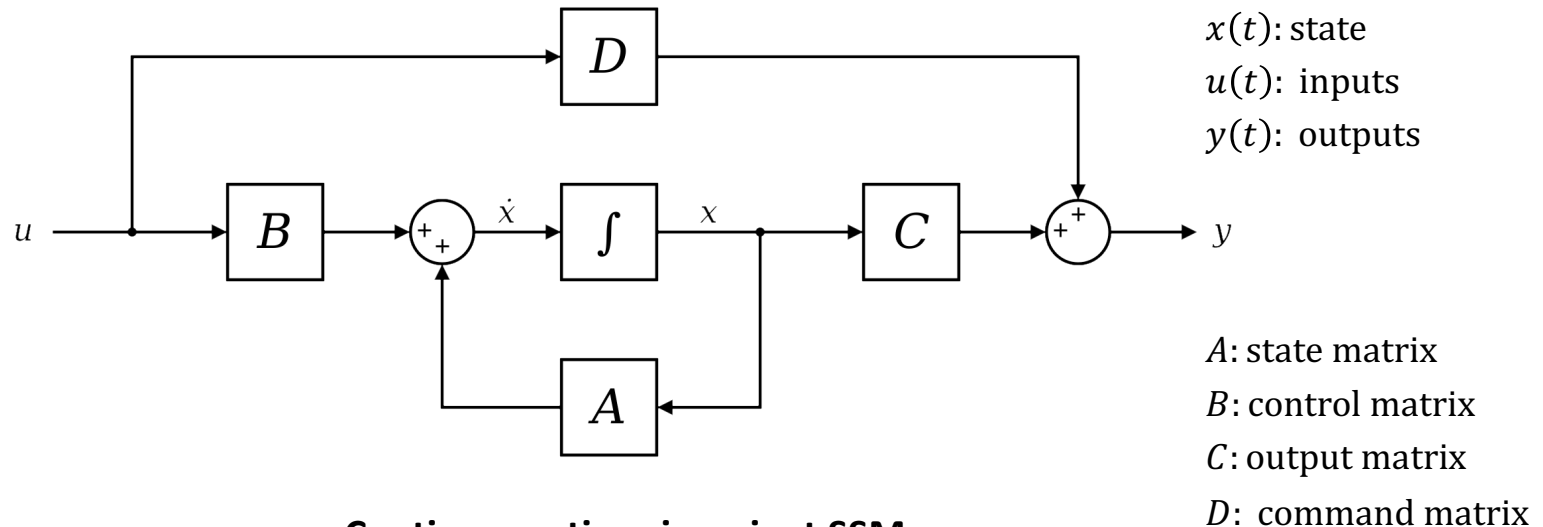 D
x(t): state
u(t): inputs
y(t): outputs
u
B
+
+
ẋ
∫
x
C
+
+
y
A
A: state matrix
B: control matrix
C: output matrix
D: command matrix